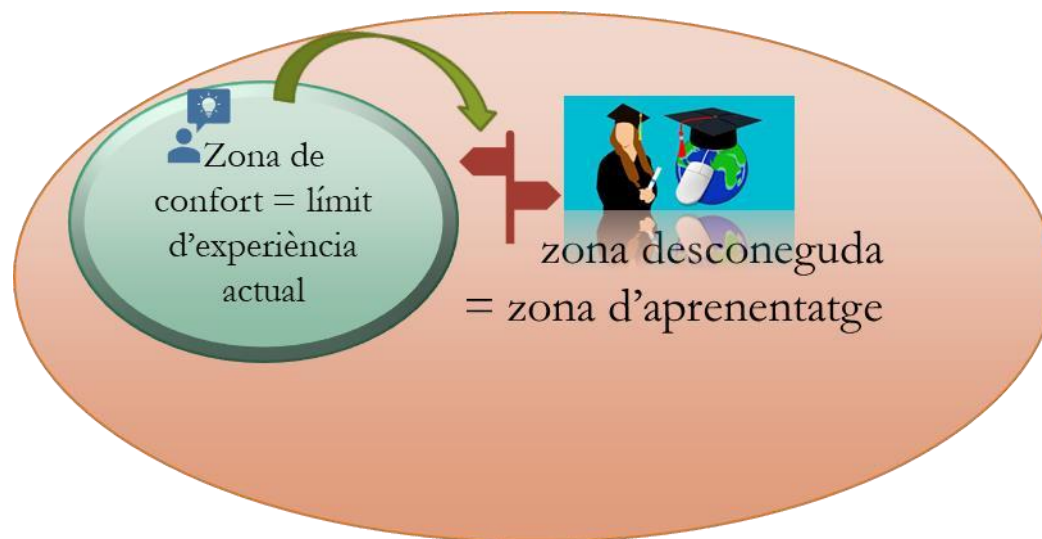 Zona de
confort = límit
d’experiència
actual
zona desconeguda
= zona d’aprenentatge